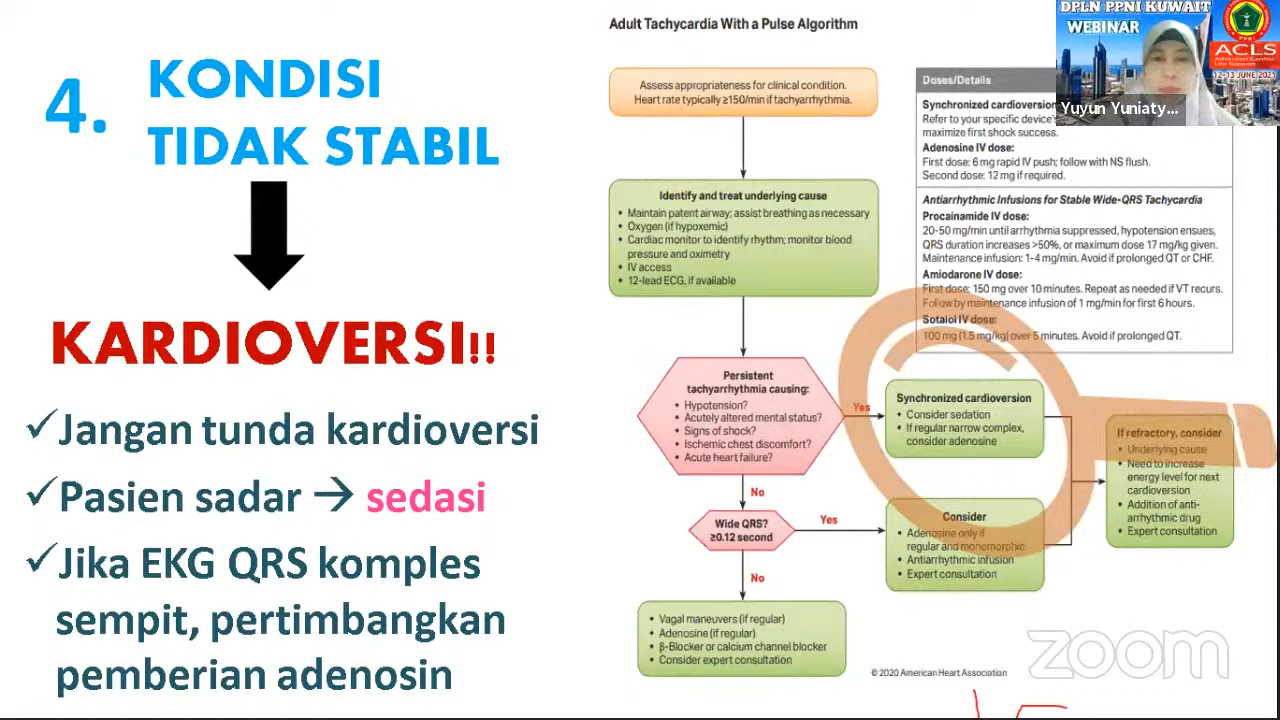 4. KONDISI
TIDAK STABIL
KARDIOVERSI!!
✓Jangan tunda kardioversi
✓Pasien sadar → sedasi
✓Jika EKG QRS komples
sempit, pertimbangkan
pemberian adenosin
Adult Tachycardia With a Pulse Algorithm
Assess appropriateness for clinical condition.
Heart rate typically ≥150/min if tachyarrhythmia.
Identify and treat underlying cause
• Maintain patent airway; assist breathing as necessary
• Oxygen (if hypoxemic)
• Cardiac monitor to identify rhythm; monitor blood
pressure and oximetry
• IV access
• 12-lead ECG, if available
Persistent
tachyarrhythmia causing:
• Hypotension?
• Acutely altered mental status?
• Signs of shock?
• Ischemic chest discomfort?
• Acute heart failure?
Yes
Synchronized cardioversion
• Consider sedation
• If regular narrow complex,
consider adenosine
If refractory, consider
• Underlying cause
• Need to increase
energy level for next
cardioversion
• Addition of anti-
arrhythmic drug
• Expert consultation
No
Wide QRS?
≥0.12 second
Yes
Consider
• Adenosine only if
regular and monomorphic
• Antiarrhythmic infusion
• Expert consultation
No
• Vagal maneuvers (if regular)
• Adenosine (if regular)
• β-Blocker or calcium channel blocker
• Consider expert consultation
Doses/Details
Synchronized cardioversion
Refer to your specific device's
maximize first shock success.
Adenosine IV dose:
First dose: 6 mg rapid IV push; follow with NS flush.
Second dose: 12 mg if required.
Antiarrhythmic Infusions for Stable Wide-QRS Tachycardia
Procainamide IV dose:
20-50 mg/min until arrhythmia suppressed, hypotension ensues,
QRS duration increases >50%, or maximum dose 17 mg/kg given.
Maintenance infusion: 1-4 mg/min. Avoid if prolonged QT or CHF.
Amiodarone IV dose:
First dose: 150 mg over 10 minutes. Repeat as needed if VT recurs.
Follow by maintenance infusion of 1 mg/min for first 6 hours.
Sotalol IV dose:
100 mg (1.5 mg/kg) over 5 minutes. Avoid if prolonged QT.
© 2020 American Heart Association
DPLN PPNI KUWAIT
WEBINAR
ACLS
Advanced Cardiac
Life Support
12-13 JUNE 2021
Yuyun Yuniaty...
zoom